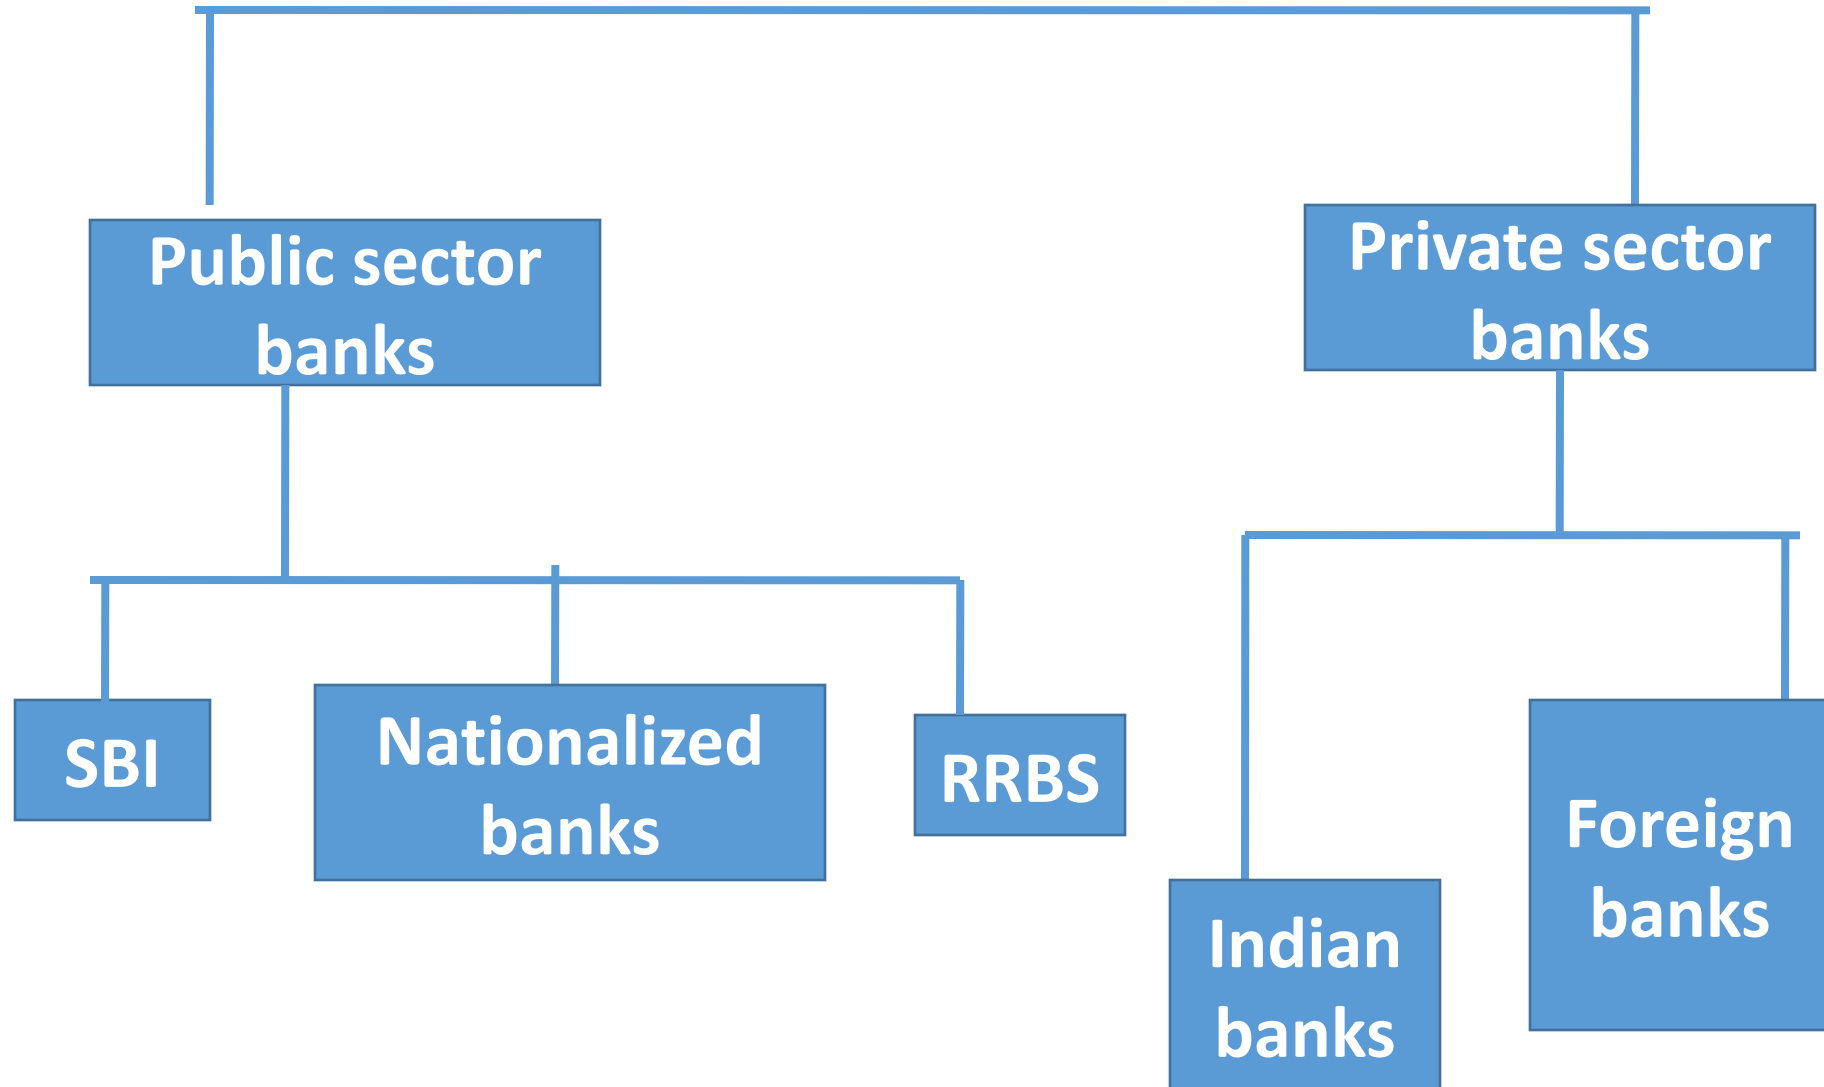 Public sector
banks
Private sector
banks
SBI
Nationalized
banks
RRBS
Indian
banks
Foreign
banks